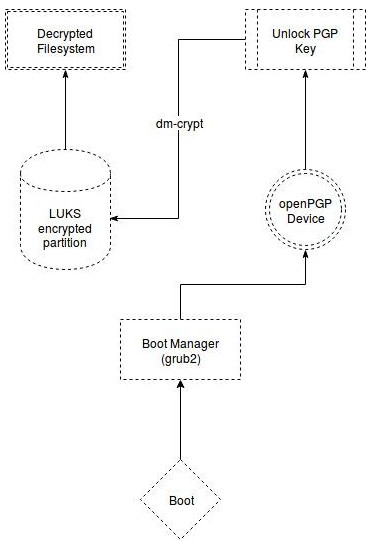 Decrypted
Filesystem
Unlock PGP
Key
dm-crypt
LUKS
encrypted
partition
openPGP
Device
Boot Manager
(grub2)
Boot